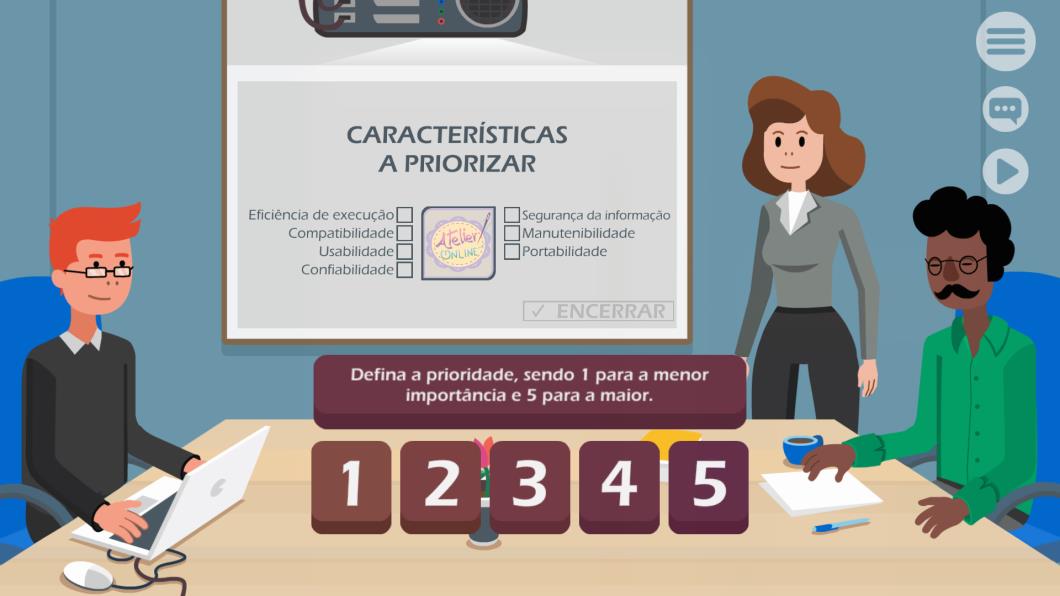 CARACTERÍSTICAS
A PRIORIZAR
Eficiência de execução
Compatibilidade
Usabilidade
Confiabilidade
Atelier
ONLINE
Segurança da informação
Manutenibilidade
Portabilidade
✓ ENCERRAR
Defina a prioridade, sendo 1 para a menor
importância e 5 para a maior.
1 2 3 4 5